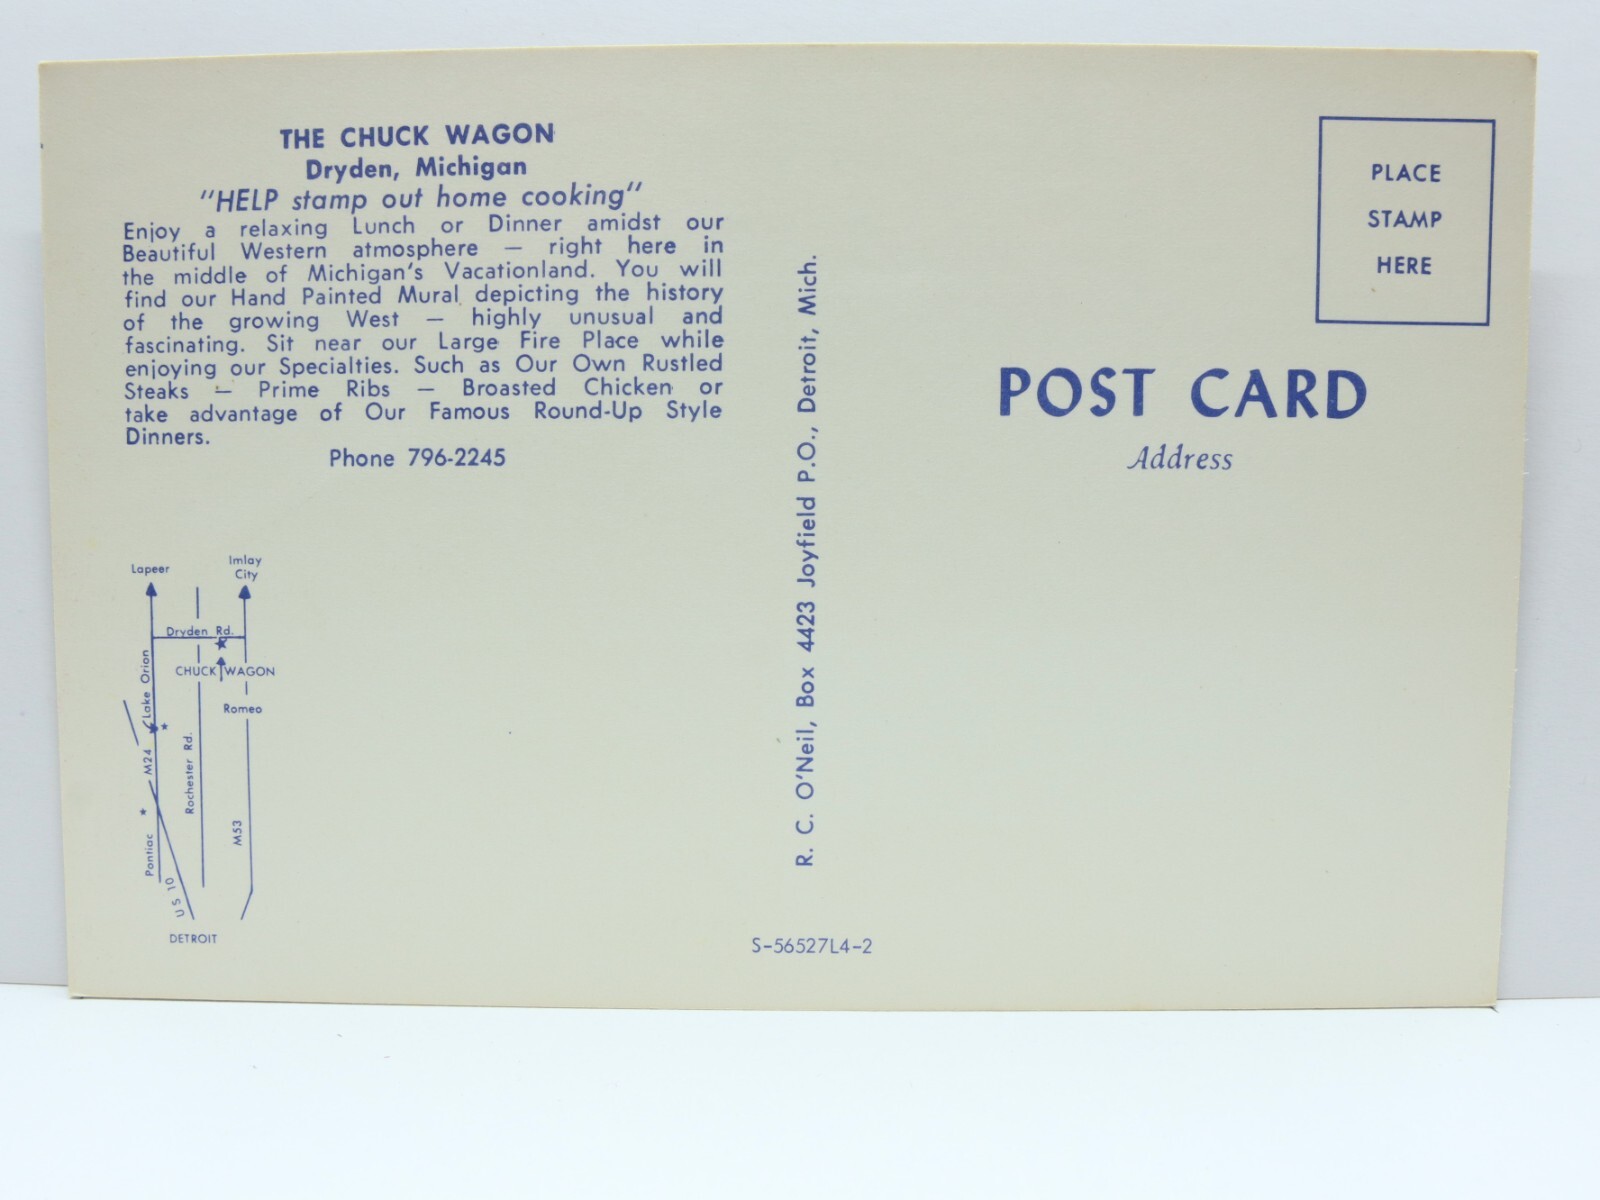 THE CHUCK WAGON
Dryden, Michigan
"HELP stamp out home cooking"
Enjoy a relaxing Lunch or Dinner amidst our
Beautiful Western atmosphere — right here in
the middle of Michigan's Vacationland. You will
find our Hand Painted Mural depicting the history
of the growing West — highly unusual and
fascinating. Sit near our Large Fire Place while
enjoying our Specialties. Such as Our Own Rustled
Steaks — Prime Ribs — Broasted Chicken or
take advantage of Our Famous Round-Up Style
Dinners.
Phone 796-2245
Lapeer
Imlay
City
Dryden Rd.
CHUCK WAGON
Lake Orion
Romeo
M24
Rochester Rd.
M53
Pontiac
US 10
DETROIT
R. C. O'Neil, Box 4423 Joyfield P.O., Detroit, Mich.
S-56527L4-2
PLACE
STAMP
HERE
POST CARD
Address